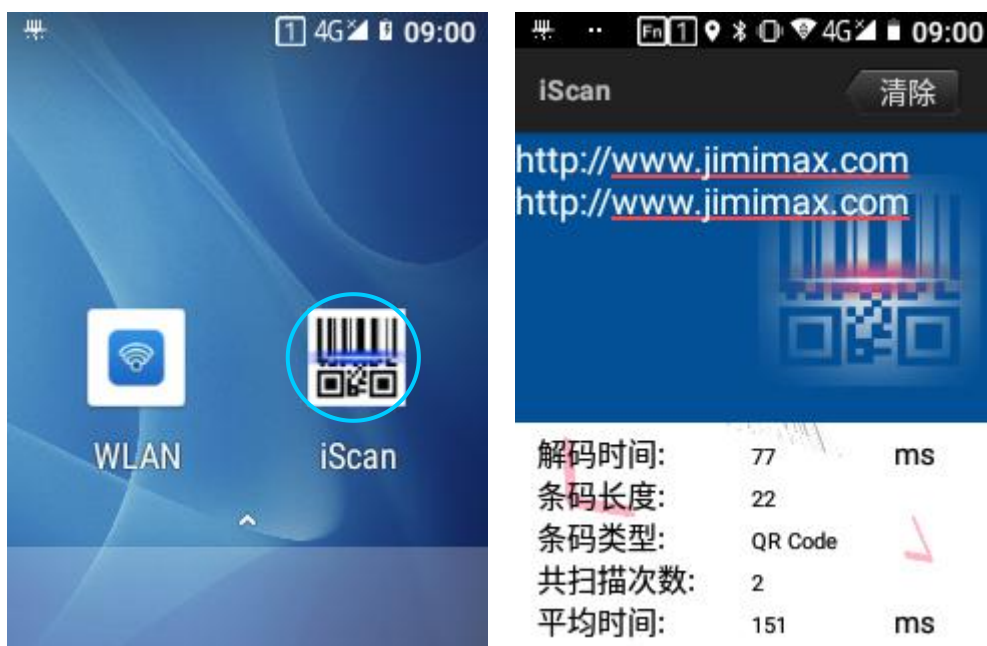 1 4G 09:00
WLAN
iScan
Fn 1 4G 09:00
iScan
清除
http://www.jimimax.com
http://www.jimimax.com
解码时间: 77 ms
条码长度: 22
条码类型: QR Code
共扫描次数: 2
平均时间: 151 ms